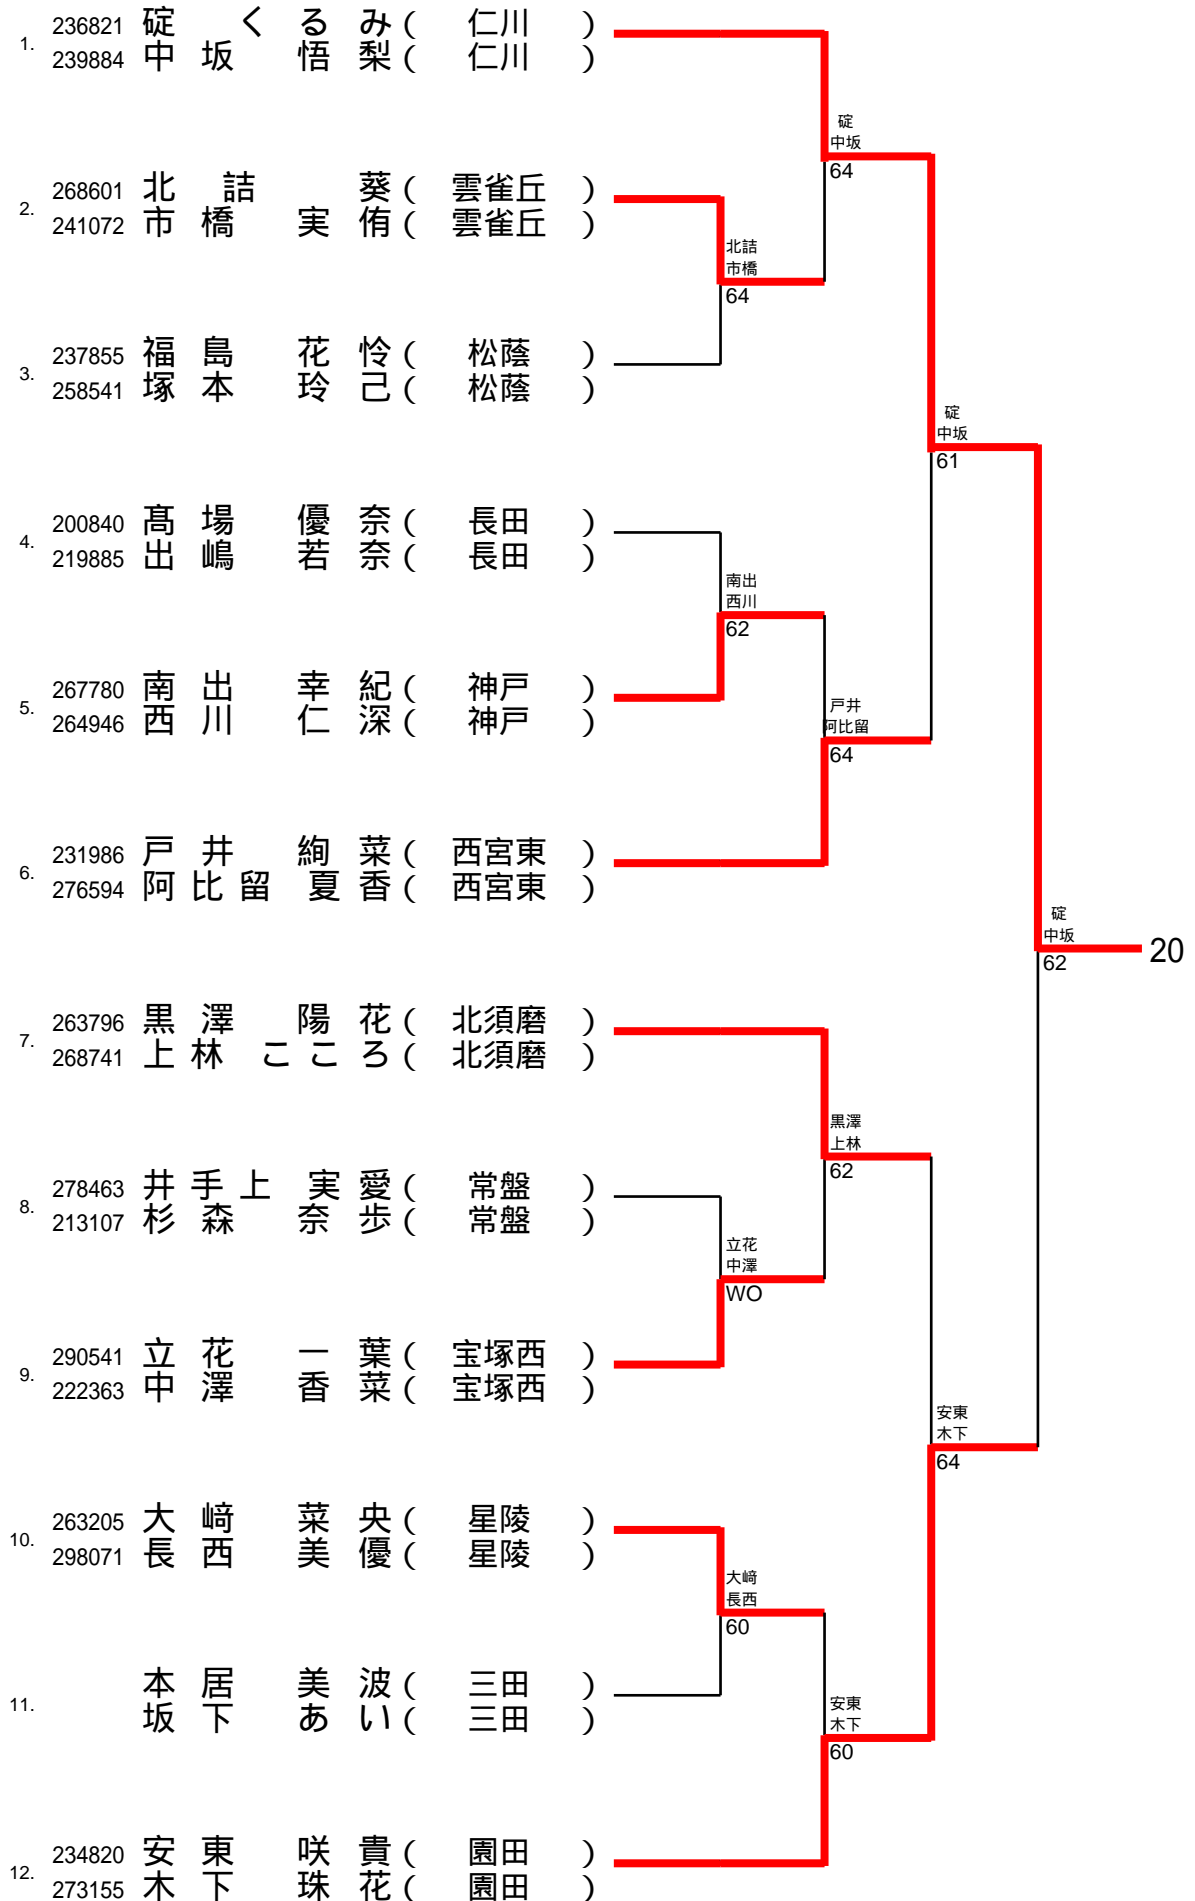 1. 236821 碇 くるみ ( 仁川 )
239884 中坂 悟梨 ( 仁川 )
碇
中坂
64
2. 268601 北詰 葵 ( 雲雀丘 )
241072 市橋 実侑 ( 雲雀丘 )
北詰
市橋
64
3. 237855 福島 花怜 ( 松蔭 )
258541 塚本 玲己 ( 松蔭 )
碇
中坂
61
4. 200840 髙場 優奈 ( 長田 )
219885 出嶋 若奈 ( 長田 )
南出
西川
62
5. 267780 南出 幸紀 ( 神戸 )
264946 西川 仁深 ( 神戸 )
戸井
阿比留
64
6. 231986 戸井 絢菜 ( 西宮東 )
276594 阿比留 夏香 ( 西宮東 )
碇
中坂
62
20
7. 263796 黒澤 陽花 ( 北須磨 )
268741 上林 こころ ( 北須磨 )
黒澤
上林
62
8. 278463 井手上 実愛 ( 常盤 )
213107 杉森 奈歩 ( 常盤 )
立花
中澤
WO
9. 290541 立花 一葉 ( 宝塚西 )
222363 中澤 香菜 ( 宝塚西 )
安東
木下
64
10. 263205 大﨑 菜央 ( 星陵 )
298071 長西 美優 ( 星陵 )
大﨑
長西
60
11. 本居 美波 ( 三田 )
坂下 あい ( 三田 )
安東
木下
60
12. 234820 安東 咲貴 ( 園田 )
273155 木下 珠花 ( 園田 )